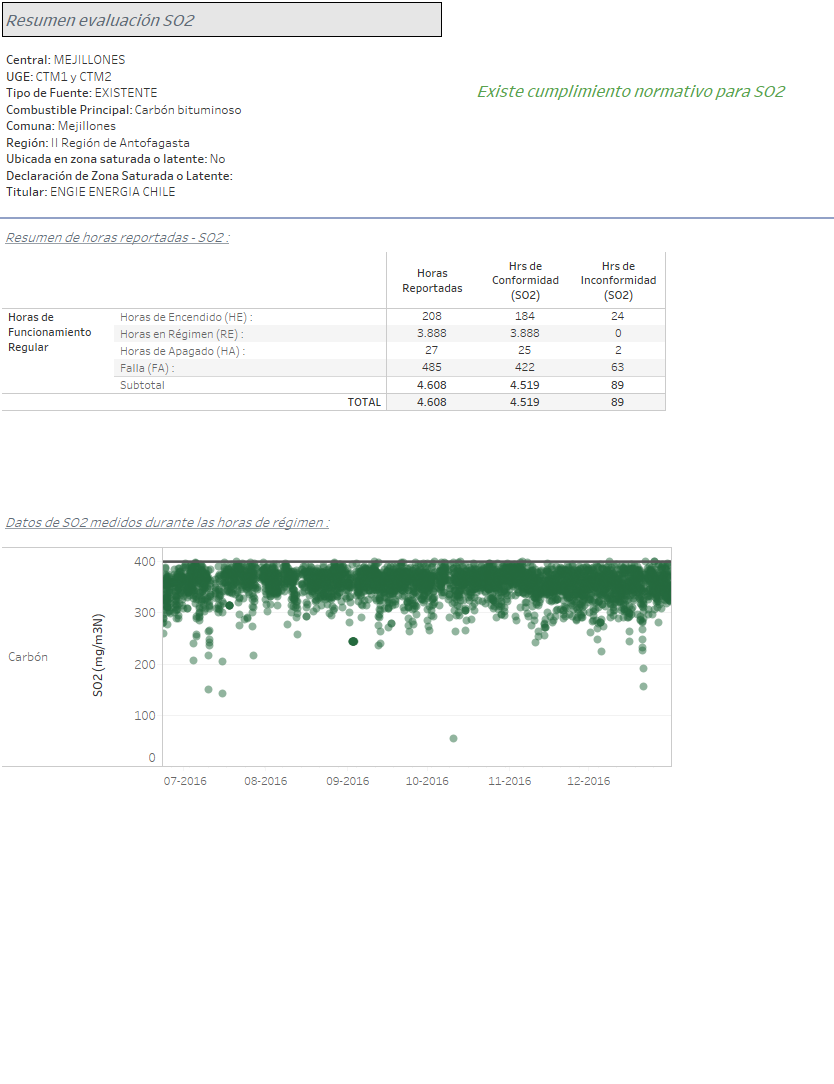 Resumen evaluación SO2
Central: MEJILLONES
UGE: CTM1 y CTM2
Tipo de Fuente: EXISTENTE
Combustible Principal: Carbón bituminoso
Comuna: Mejillones
Región: II Región de Antofagasta
Ubicada en zona saturada o latente: No
Declaración de Zona Saturada o Latente:
Titular: ENGIE ENERGIA CHILE
Existe cumplimiento normativo para SO2
Resumen de horas reportadas - SO2 :
Horas Reportadas
Hrs de Conformidad (SO2)
Hrs de Inconformidad (SO2)
Horas de Funcionamiento Regular
Horas de Encendido (HE) : 208 184 24
Horas en Régimen (RE) : 3.888 3.888 0
Horas de Apagado (HA) : 27 25 2
Falla (FA) : 485 422 63
Subtotal 4.608 4.519 89
TOTAL 4.608 4.519 89
Datos de SO2 medidos durante las horas de régimen :
Carbón
SO2 (mg/m3N)
400
300
200
100
0
07-2016 08-2016 09-2016 10-2016 11-2016 12-2016